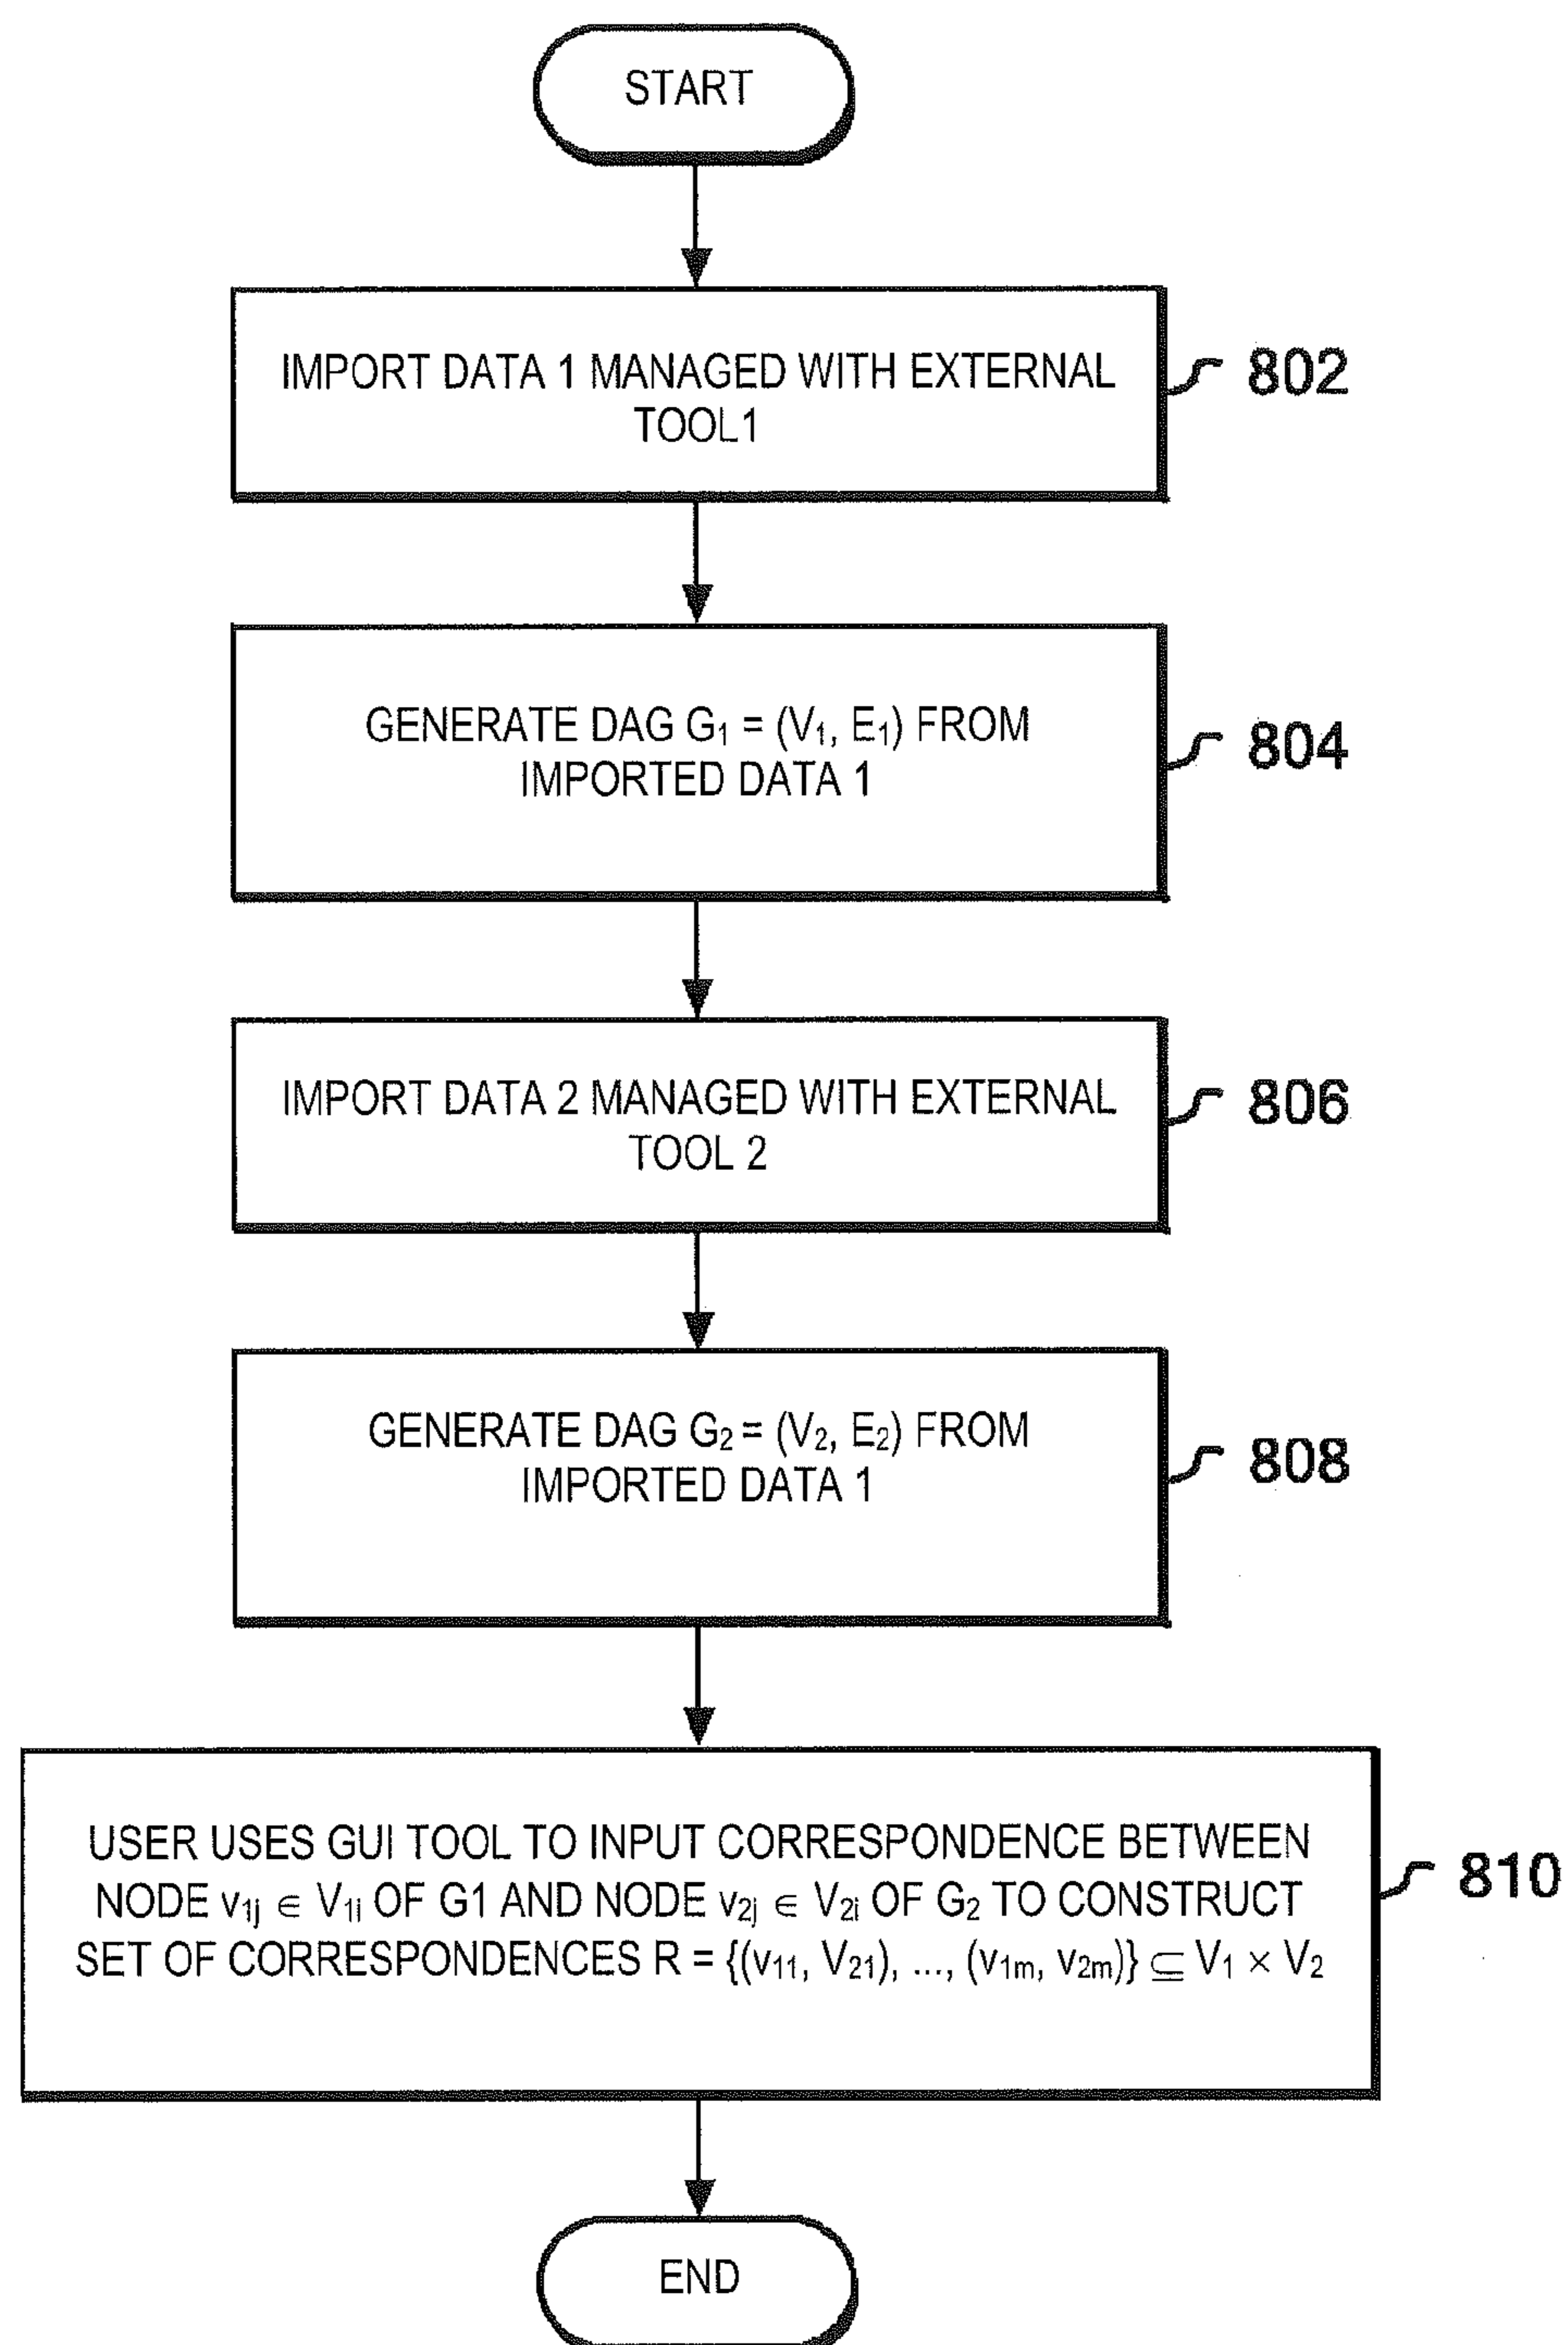 START
IMPORT DATA 1 MANAGED WITH EXTERNAL
TOOL1
802
GENERATE DAG G₁ = (V₁, E₁) FROM
IMPORTED DATA 1
804
IMPORT DATA 2 MANAGED WITH EXTERNAL
TOOL 2
806
GENERATE DAG G₂ = (V₂, E₂) FROM
IMPORTED DATA 1
808
USER USES GUI TOOL TO INPUT CORRESPONDENCE BETWEEN
NODE v₁ⱼ ∈ V₁ᵢ OF G1 AND NODE v₂ⱼ ∈ V₂ᵢ OF G₂ TO CONSTRUCT
SET OF CORRESPONDENCES R = {(v₁₁, V₂₁), ..., (v₁ₘ, v₂ₘ)} ⊆ V₁ × V₂
810
END